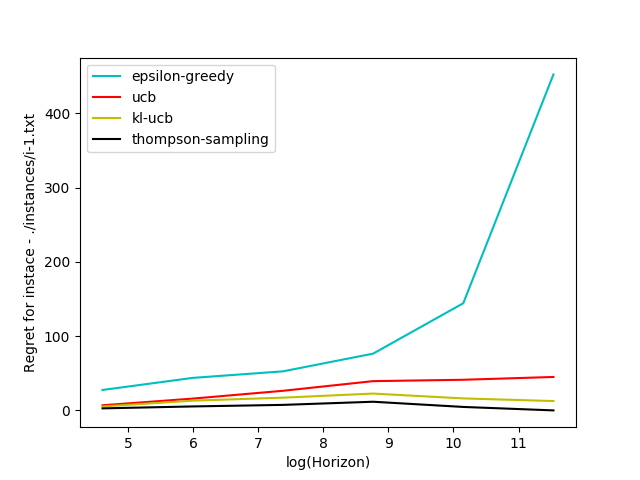 epsilon-greedy
ucb
kl-ucb
thompson-sampling
400
300
200
100
0
Regret for instace - ./instances/i-1.txt
5 6 7 8 9 10 11
log(Horizon)